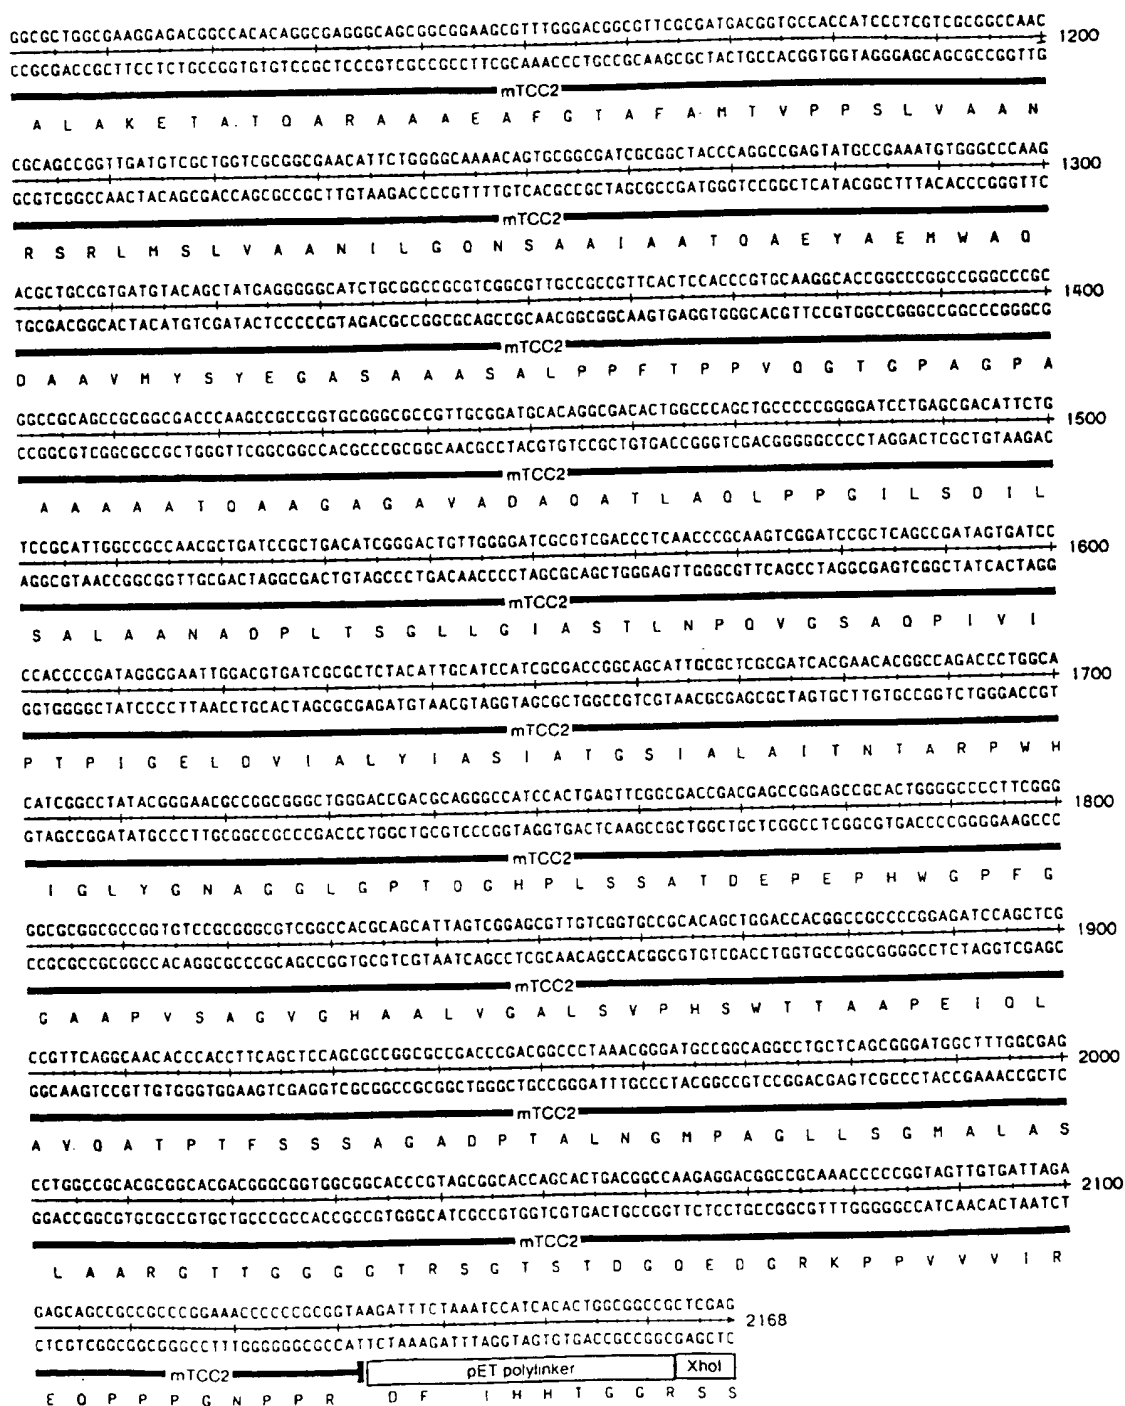 GGCGCTGGCGAAGGAGACGGCCACACAGGCGAGGGCAGCGGCGGAAGCGTTTGGGACGGCGTTCGCGATGACGGTGCCACCATCCCTCGTCGCGGCCAAC 1200
CCGCGACCGCTTCCTCTGCCGGTGTGTCCGCTCCCGTCGCCGCCTTCGCAAACCCTGCCGCAAGCGCTACTGCCACGGTGGTAGGGAGCAGCGCCGGTTG
mTCC2
A L A K E T A T Q A R A A A E A F G T A F A M T V P P S L V A A N
CGCAGCCGGTTGATGTCGCTGGTCGCGGCGAACATTCTGGGGCAAAACAGTGCGGCGATCGCGGCTACCCAGGCCGAGTATGCCGAAATGTGGGCCCAAG 1300
GCGTCGGCCAACTACAGCGACCAGCGCCGCTTGTAAGACCCCGTTTTGTCACGCCGCTAGCGCCGATGGGTCCGGCTCATACGGCTTTACACCCGGGTTC
mTCC2
R S R L M S L V A A N I L G Q N S A A I A A T Q A E Y A E M W A Q
ACGCTGCCGTGATGTACAGCTATGAGGGGGCATCTGCGGCCGCGTCGGCGTTGCCGCCGTTCACTCCACCCGTGCAAGGCACCGGCCCGGCCGGGCCCGC 1400
TGCGACGGCACTACATGTCGATACTCCCCCGTAGACGCCGGCGCAGCCGCAACGGCGGCAAGTGAGGTGGGCACGTTCCGTGGCCGGGCCGGCCCGGGCG
mTCC2
D A A V M Y S Y E G A S A A A S A L P P F T P P V Q G T G P A G P A
GGCCGCAGCCGCGGCGACCCAAGCCGCCGGTGCGGGCGCCGTTGCGGATGCACAGGCGACACTGGCCCAGCTGCCCCCGGGGATCCTGAGCGACATTCTG 1500
CCGGCGTCGGCGCCGCTGGGTTCGGCGGCCACGCCCGCGGCAACGCCTACGTGTCCGCTGTGACCGGGTCGACGGGGGCCCCTAGGACTCGCTGTAAGAC
mTCC2
A A A A A T Q A A G A G A V A D A Q A T L A Q L P P G I L S D I L
TCCGCATTGGCCGCCAACGCTGATCCGCTGACATCGGGACTGTTGGGGATCGCGTCGACCCTCAACCCGCAAGTCGGATCCGCTCAGCCGATAGTGATCC 1600
AGGCGTAACCGGCGGTTGCGACTAGGCGACTGTAGCCCTGACAACCCCTAGCGCAGCTGGGAGTTGGGCGTTCAGCCTAGGCGAGTCGGCTATCACTAGG
mTCC2
S A L A A N A D P L T S G L L G I A S T L N P Q V G S A Q P I V I
CCACCCCGATAGGGGAATTGGACGTGATCGCGCTCTACATTGCATCCATCGCGACCGGCAGCATTGCGCTCGCGATCACGAACACGGCCAGACCCTGGCA 1700
GGTGGGGCTATCCCCTTAACCTGCACTAGCGCGAGATGTAACGTAGGTAGCGCTGGCCGTCGTAACGCGAGCGCTAGTGCTTGTGCCGGTCTGGGACCGT
mTCC2
P T P I G E L D V I A L Y I A S I A T G S I A L A I T N T A R P W H
CATCGGCCTATACGGGAACGCCGGCGGGCTGGGACCGACGCAGGGCCATCCACTGAGTTCGGCGACCGACGAGCCGGAGCCGCACTGGGGCCCCTTCGGG 1800
GTAGCCGGATATGCCCTTGCGGCCGCCCGACCCTGGCTGCGTCCCGGTAGGTGACTCAAGCCGCTGGCTGCTCGGCCTCGGCGTGACCCCGGGGAAGCCC
mTCC2
I G L Y G N A G G L G P T Q G H P L S S A T D E P E P H W G P F G
GGCGCGGCGCCGGTGTCCGCGGGCGTCGGCCACGCAGCATTAGTCGGAGCGTTGTCGGTGCCGCACAGCTGGACCACGGCCGCCCCGGAGATCCAGCTCG 1900
CCGCGCCGCGGCCACAGGCGCCCGCAGCCGGTGCGTCGTAATCAGCCTCGCAACAGCCACGGCGTGTCGACCTGGTGCCGGCGGGGCCTCTAGGTCGAGC
mTCC2
G A A P V S A G V G H A A L V G A L S V P H S W T T A A P E I Q L
CCGTTCAGGCAACACCCACCTTCAGCTCCAGCGCCGGCGCCGACCCGACGGCCCTAAACGGGATGCCGGCAGGCCTGCTCAGCGGGATGGCTTTGGCGAG 2000
GGCAAGTCCGTTGTGGGTGGAAGTCGAGGTCGCGGCCGCGGCTGGGCTGCCGGGATTTGCCCTACGGCCGTCCGGACGAGTCGCCCTACCGAAACCGCTC
mTCC2
A V Q A T P T F S S S A G A D P T A L N G M P A G L L S G M A L A S
CCTGGCCGCACGCGGCACGACGGGCGGTGGCGGCACCCGTAGCGGCACCAGCACTGACGGCCAAGAGGACGGCCGCAAACCCCCGGTAGTTGTGATTAGA 2100
GGACCGGCGTGCGCCGTGCTGCCCGCCACCGCCGTGGGCATCGCCGTGGTCGTGACTGCCGGTTCTCCTGCCGGCGTTTGGGGGCCATCAACACTAATCT
mTCC2
L A A R G T T G G G G T R S G T S T D G Q E D G R K P P V V V I R
GAGCAGCCGCCGCCCGGAAACCCCCCGCGGTAAGATTTCTAAATCCATCACACTGGCGGCCGCTCGAG 2168
CTCGTCGGCGGCGGGCCTTTGGGGGGCGCCATTCTAAAGATTTAGGTAGTGTGACCGCCGGCGAGCTC
mTCC2 pET polylinker XhoI
E Q P P P G N P P R D F I H H T G G R S S